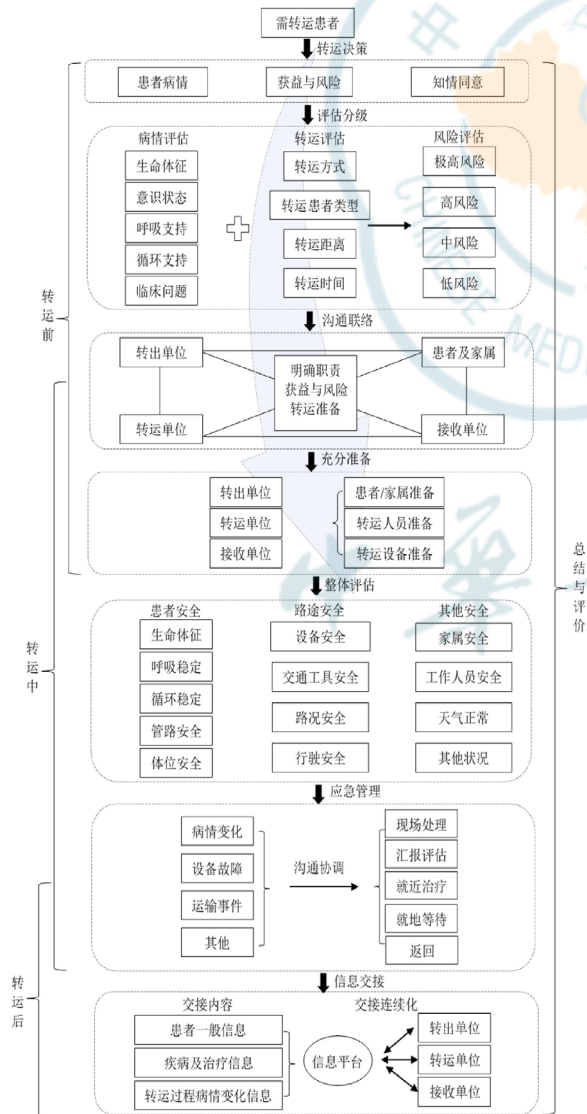 需转运患者
转运决策
患者病情
获益与风险
知情同意
评估分级
病情评估
生命体征
意识状态
呼吸支持
循环支持
临床问题
转运评估
转运方式
转运患者类型
转运距离
转运时间
风险评估
极高风险
高风险
中风险
低风险
转运前
沟通联络
转出单位
转运单位
明确职责
获益与风险
转运准备
患者及家属
接收单位
充分准备
转出单位
转运单位
接收单位
患者/家属准备
转运人员准备
转运设备准备
整体评估
患者安全
生命体征
呼吸稳定
循环稳定
管路安全
体位安全
路途安全
设备安全
交通工具安全
路况安全
行驶安全
其他安全
家属安全
工作人员安全
天气正常
其他状况
转运中
应急管理
病情变化
设备故障
运输事件
其他
沟通协调
现场处理
汇报评估
就近治疗
就地等待
返回
信息交接
转运后
交接内容
患者一般信息
疾病及治疗信息
转运过程病情变化信息
信息平台
交接连续化
转出单位
转运单位
接收单位
总结与评价
中
CHINESE MED